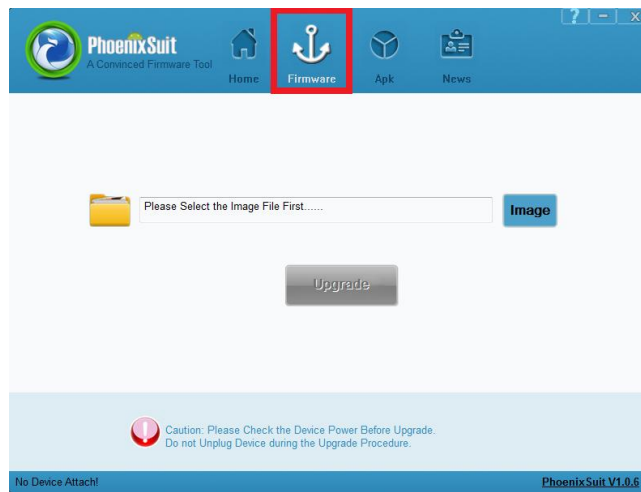 ? - x
PhoenixSuit
A Convinced Firmware Tool
Home Firmware Apk News
Please Select the Image File First......
Image
Upgrade
Caution: Please Check the Device Power Before Upgrade.
Do not Unplug Device during the Upgrade Procedure.
No Device Attach! PhoenixSuit V1.0.6